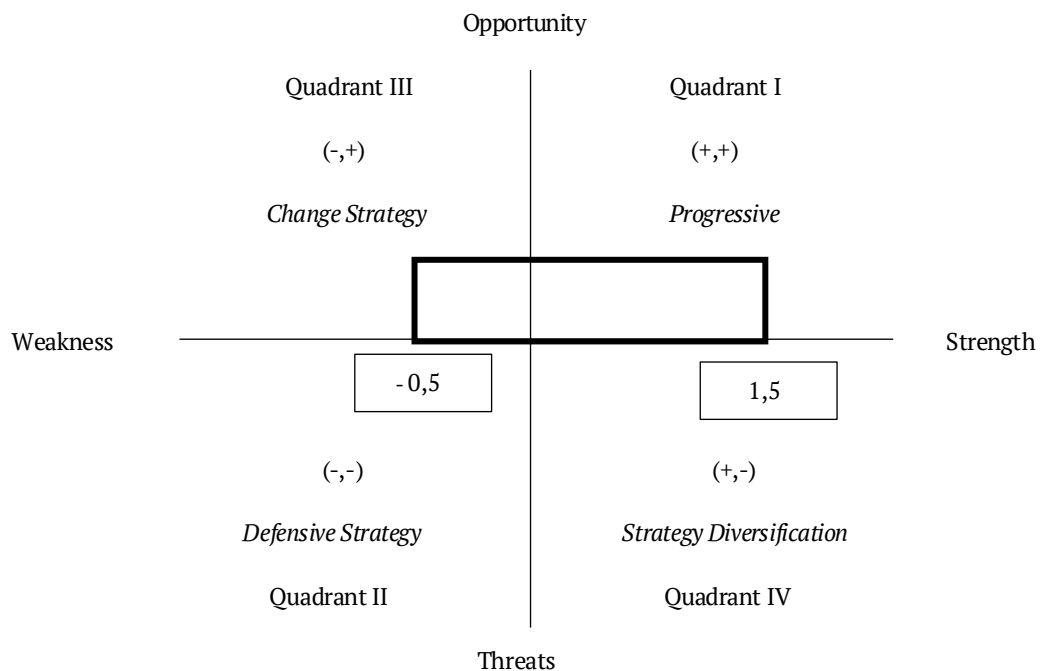 Opportunity
Quadrant III
Quadrant I
(-,+)
(+,+)
Change Strategy
Progressive
Weakness
Strength
-0,5
1,5
(-,-)
(+,-)
Defensive Strategy
Strategy Diversification
Quadrant II
Quadrant IV
Threats